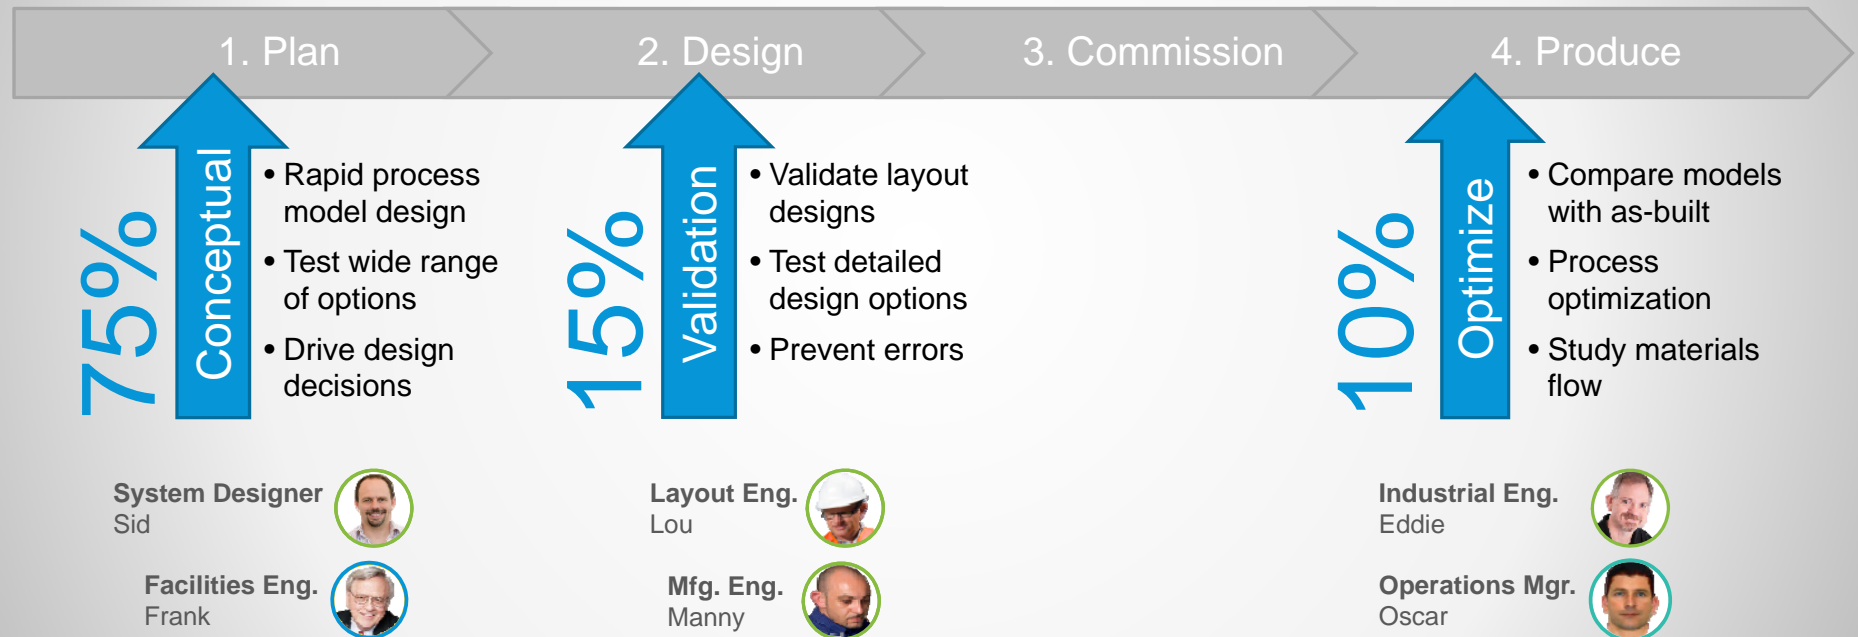 1. Plan
2. Design
3. Commission
4. Produce
75%
Conceptual
• Rapid process
model design
• Test wide range
of options
• Drive design
decisions
15%
Validation
• Validate layout
designs
• Test detailed
design options
• Prevent errors
10%
Optimize
• Compare models
with as-built
• Process
optimization
• Study materials
flow
System Designer
Sid
Facilities Eng.
Frank
Layout Eng.
Lou
Mfg. Eng.
Manny
Industrial Eng.
Eddie
Operations Mgr.
Oscar